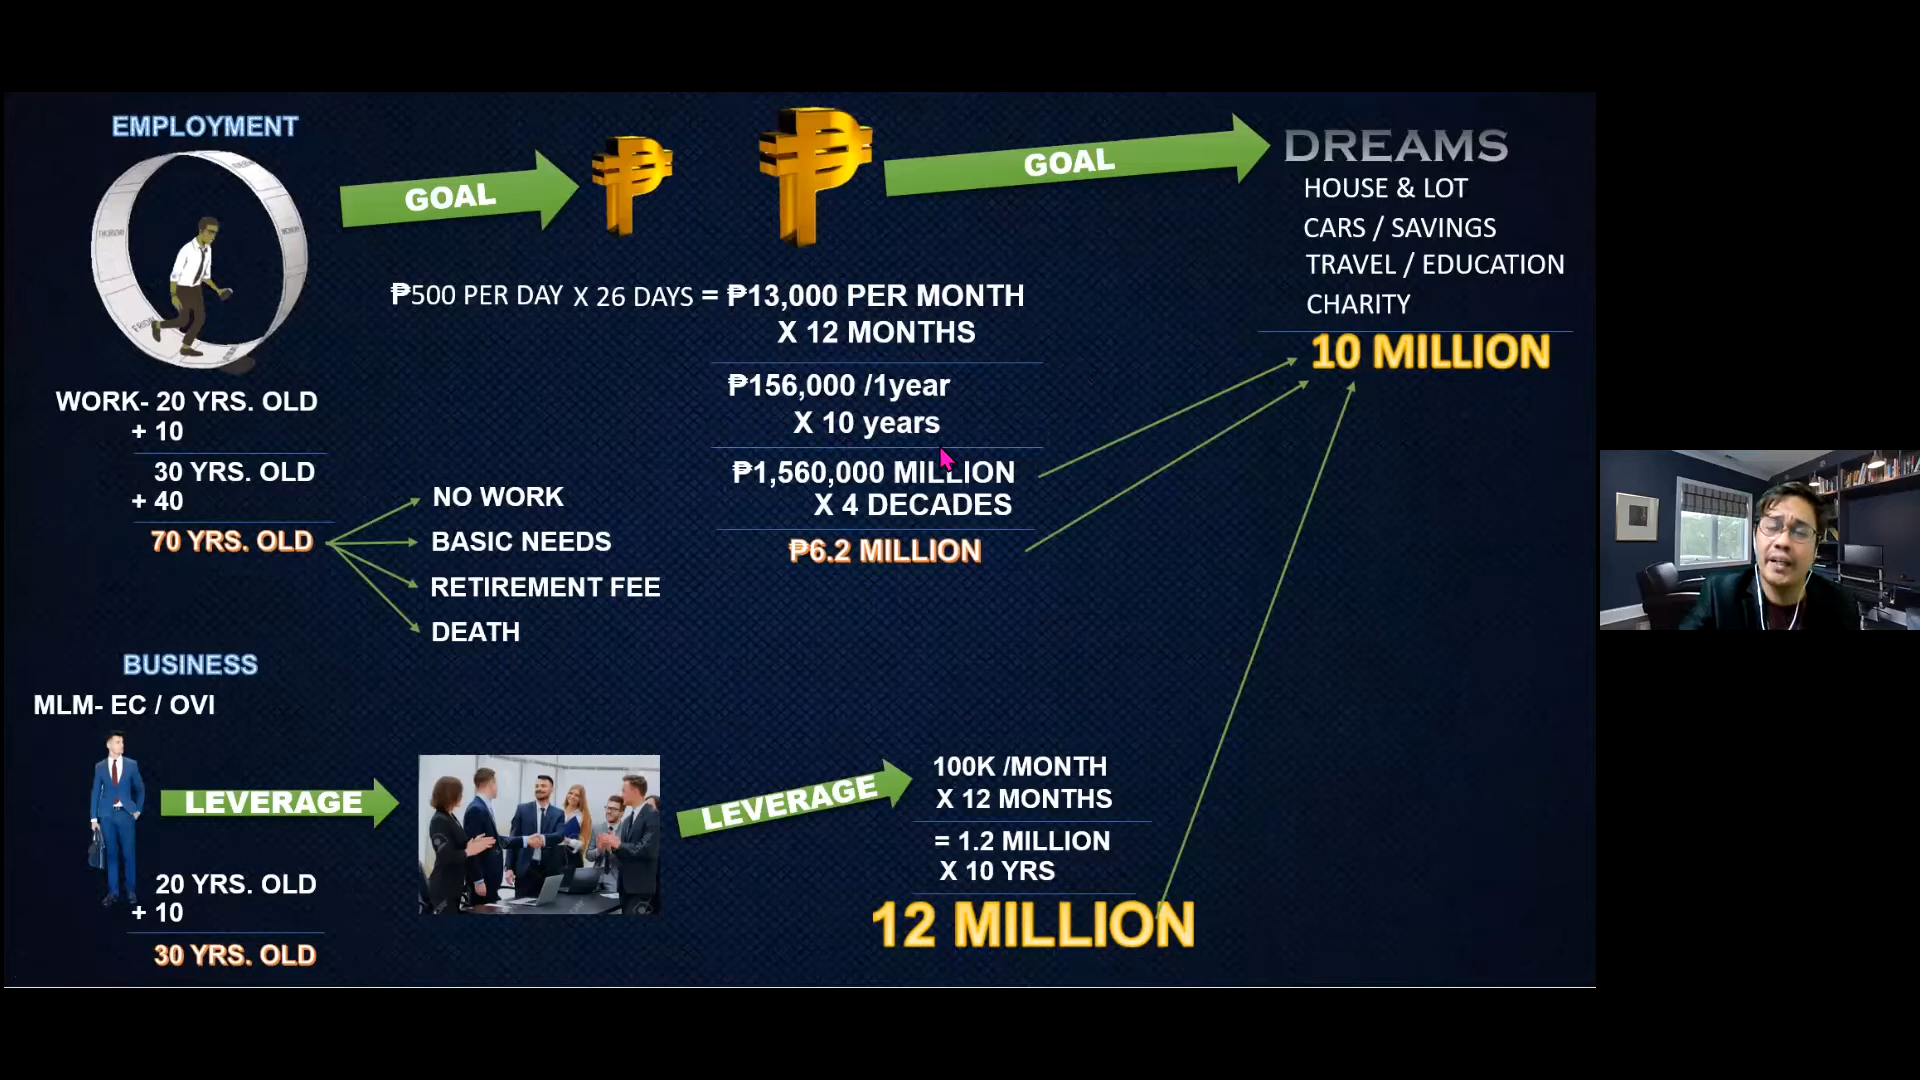 EMPLOYMENT
THURSDAY
FRID
GOAL
GOAL
DREAMS
HOUSE & LOT
CARS / SAVINGS
TRAVEL / EDUCATION
CHARITY
10 MILLION
₱500 PER DAY X 26 DAYS = ₱13,000 PER MONTH
X 12 MONTHS
₱156,000 /1year
X 10 years
₱1,560,000 MILLION
X 4 DECADES
₱6.2 MILLION
WORK- 20 YRS. OLD
+ 10
30 YRS. OLD
+ 40
70 YRS. OLD
NO WORK
BASIC NEEDS
RETIREMENT FEE
DEATH
BUSINESS
MLM- EC / OVI
LEVERAGE
LEVERAGE
20 YRS. OLD
+ 10
30 YRS. OLD
100K /MONTH
X 12 MONTHS
= 1.2 MILLION
X 10 YRS
12 MILLION